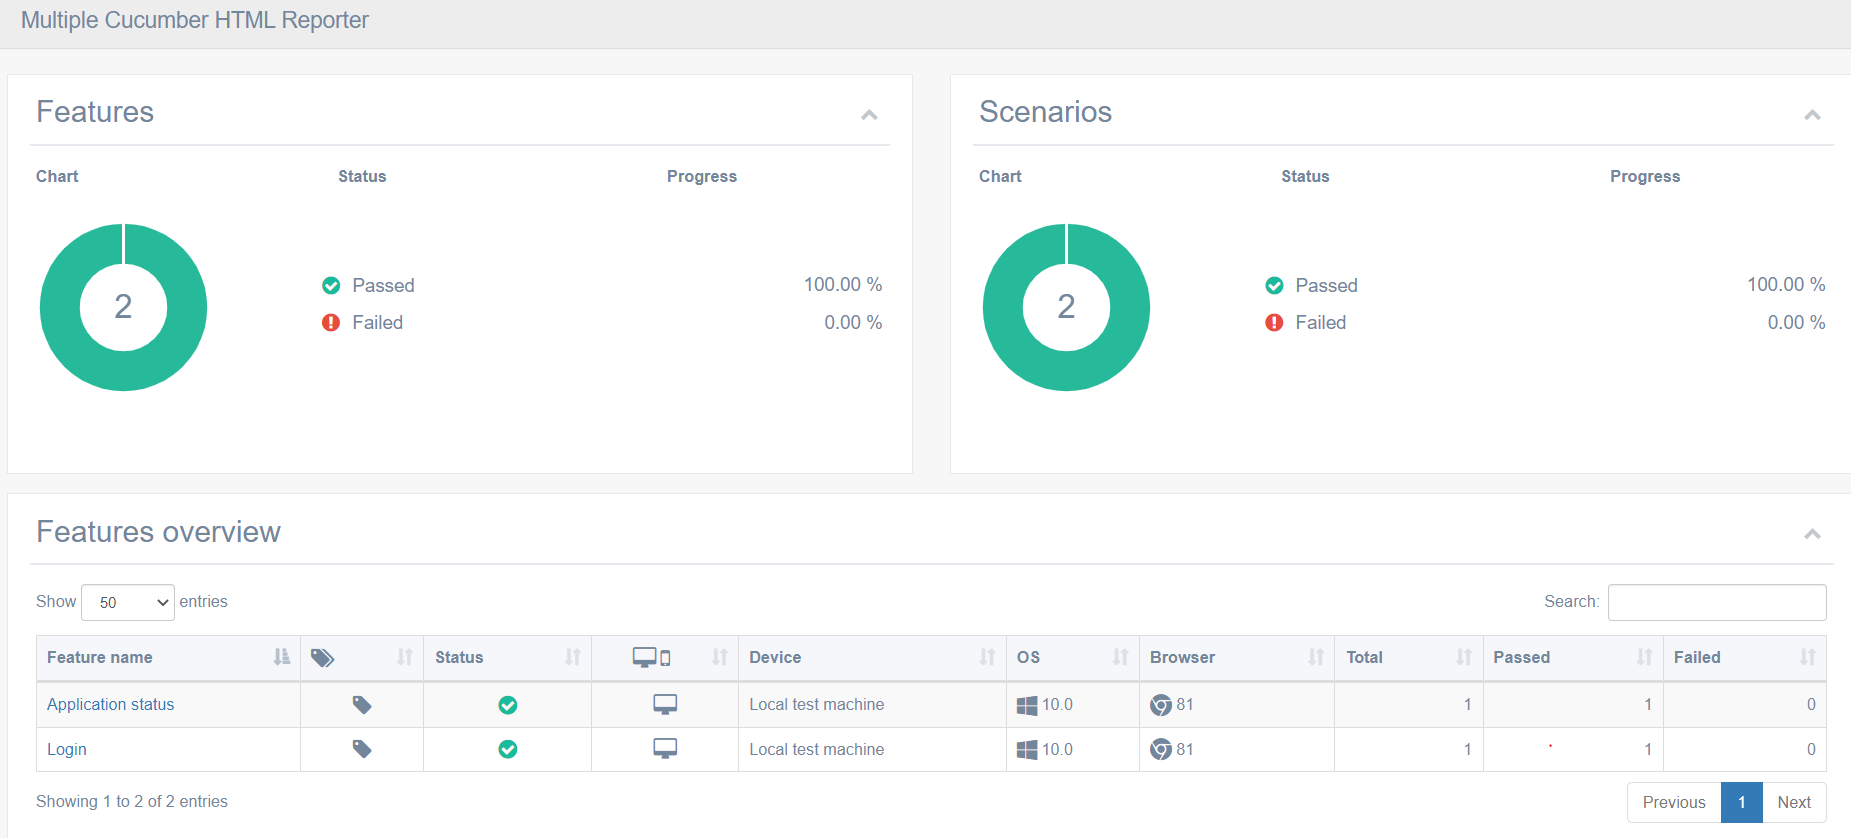 Multiple Cucumber HTML Reporter
Features
Chart Status Progress
2
Passed 100.00 %
Failed 0.00 %
Scenarios
Chart Status Progress
2
Passed 100.00 %
Failed 0.00 %
Features overview
Show 50 entries Search:
Feature name Status Device OS Browser Total Passed Failed
Application status Local test machine 10.0 81 1 1 0
Login Local test machine 10.0 81 1 1 0
Showing 1 to 2 of 2 entries
Previous 1 Next